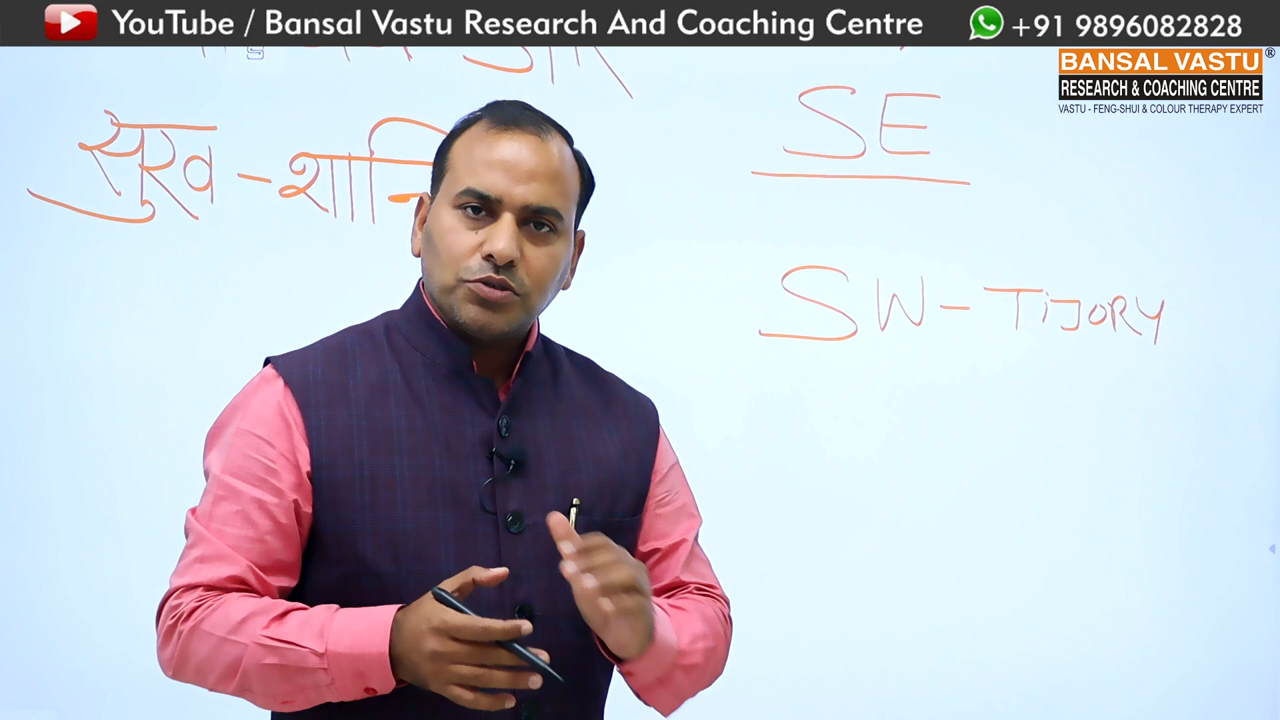 YouTube / Bansal Vastu Research And Coaching Centre
+91 9896082828
BANSAL VASTU®
RESEARCH & COACHING CENTRE
VASTU - FENG-SHUI & COLOUR THERAPY EXPERT
SE
सुख - शान्ति
SW - TiJORY